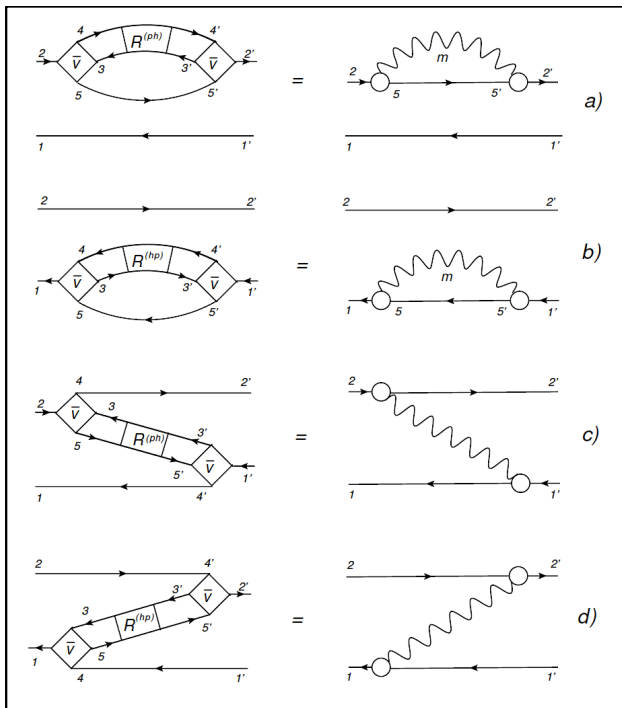 4 R(ph) 4' 2 v̄ 3 3' v̄ 2' = 2 m 2'
5 5' 5 5' a)
1 1' 1 1'
2 2' 2 2'
4 R(hp) 4' b)
1 v̄ 3 3' v̄ 1' = 1 m 1'
5 5' 5 5'
4 2' 2 2'
2 v̄ 3
5 R(ph) 3' = c)
5' v̄ 1'
1 4' 1 1'
2 4' 2 2'
3' v̄ 2'
3 R(hp) 5' = d)
1 v̄ 5
4 1' 1 1'